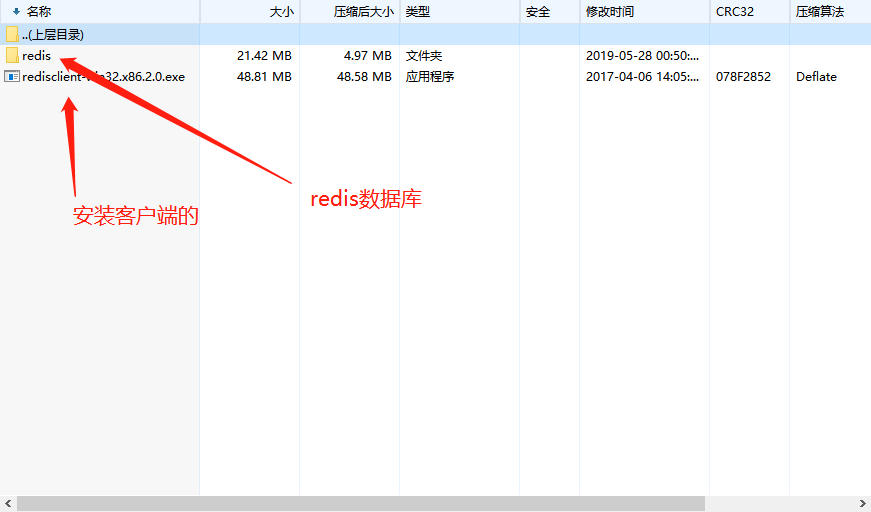 名称 大小 压缩后大小 类型 安全 修改时间 CRC32 压缩算法
..(上层目录)
redis 21.42 MB 4.97 MB 文件夹 2019-05-28 00:50:...
redisclient-win32.x86.2.0.exe 48.81 MB 48.58 MB 应用程序 2017-04-06 14:05:... 078F2852 Deflate
redis数据库
安装客户端的